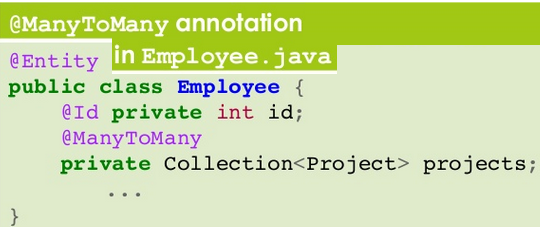 @ManyToMany annotation
in Employee.java
@Entity
public class Employee {
@Id private int id;
@ManyToMany
private Collection<Project> projects;
...
}